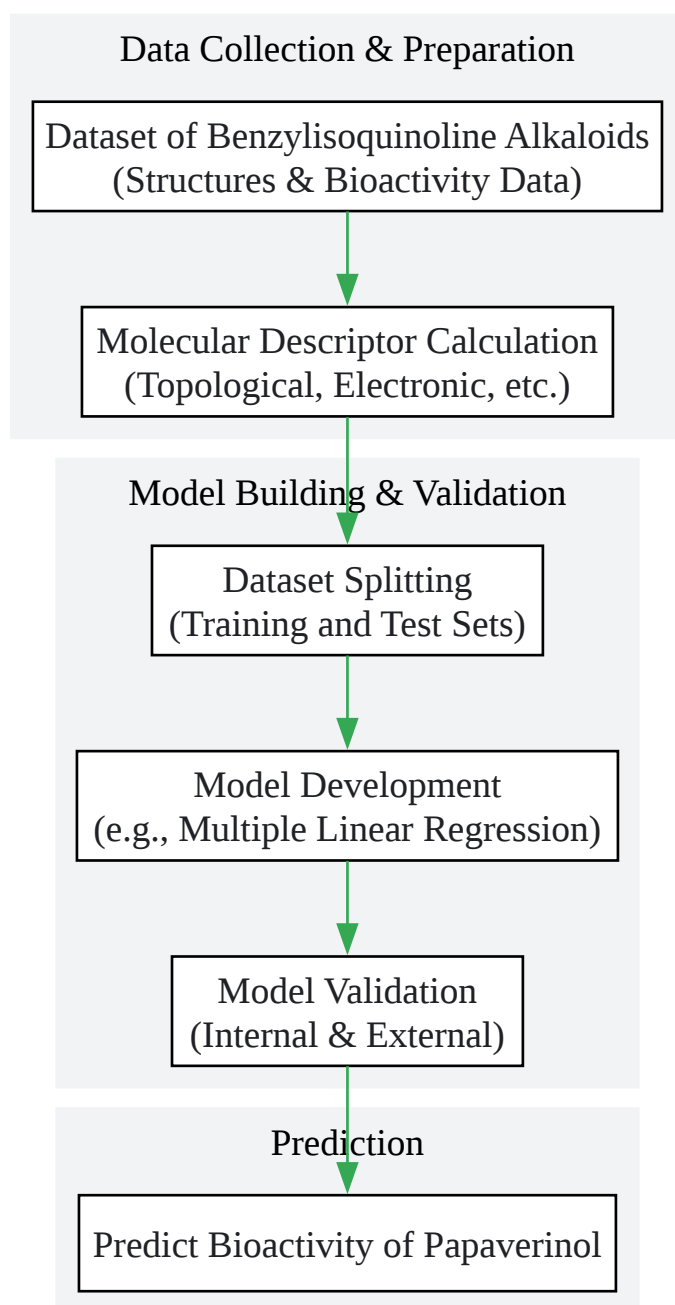 Data Collection & Preparation
Dataset of Benzylisoquinoline Alkaloids
(Structures & Bioactivity Data)
Molecular Descriptor Calculation
(Topological, Electronic, etc.)
Model Building & Validation
Dataset Splitting
(Training and Test Sets)
Model Development
(e.g., Multiple Linear Regression)
Model Validation
(Internal & External)
Prediction
Predict Bioactivity of Papaverinol